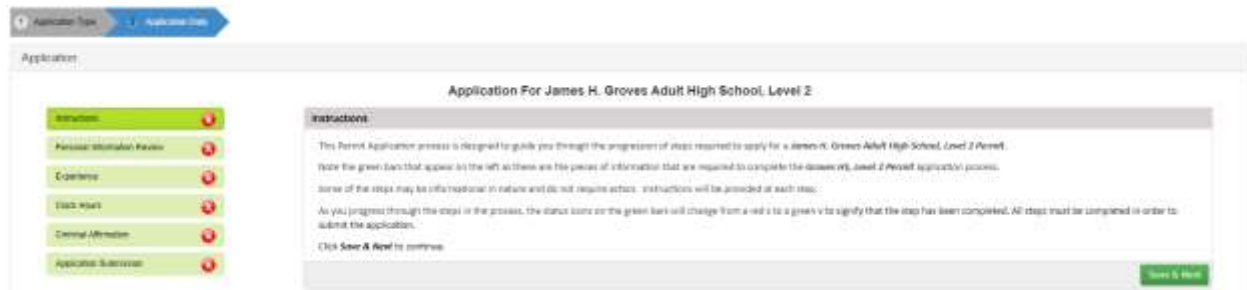 1 Application Type
2 Application Data
Application
Application For James H. Groves Adult High School, Level 2
Instructions
Personal Information Review
Experience
Clock Hours
Criminal Affirmation
Application Submission
Instructions
This Permit Application process is designed to guide you through the progression of steps required to apply for a James H. Groves Adult High School, Level 2 Permit.
Note the green bars that appear on the left as these are the pieces of information that are required to complete the Groves HS, Level 2 Permit application process.
Some of the steps may be informational in nature and do not require action. Instructions will be provided at each step.
As you progress through the steps in the process, the status icons on the green bars will change from a red x to a green v to signify that the step has been completed. All steps must be completed in order to
submit the application.
Click Save & Next to continue.
Save & Next